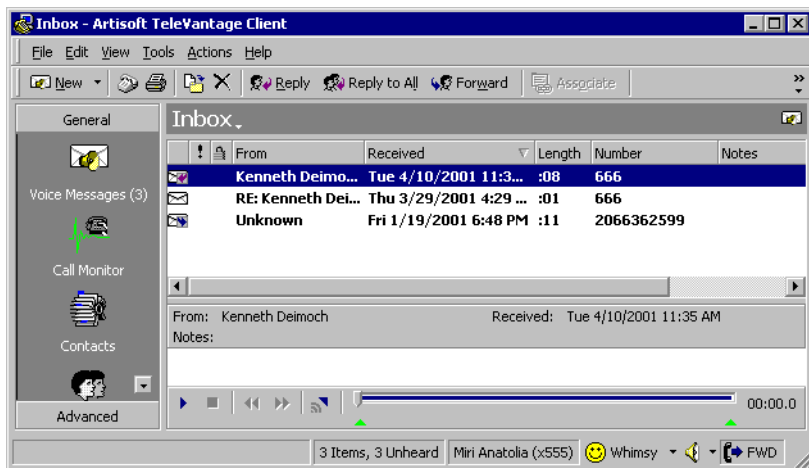 Inbox - Artisoft TeleVantage Client
File Edit View Tools Actions Help
New Reply Reply to All Forward Associate
General
Inbox
! From Received Length Number Notes
Kenneth Deimo... Tue 4/10/2001 11:3... :08 666
RE: Kenneth Dei... Thu 3/29/2001 4:29 ... :01 666
Unknown Fri 1/19/2001 6:48 PM :11 2066362599
Voice Messages (3)
Call Monitor
Contacts
Advanced
From: Kenneth Deimoch Received: Tue 4/10/2001 11:35 AM
Notes:
00:00.0
3 Items, 3 Unheard Miri Anatolia (x555) Whimsy FWD